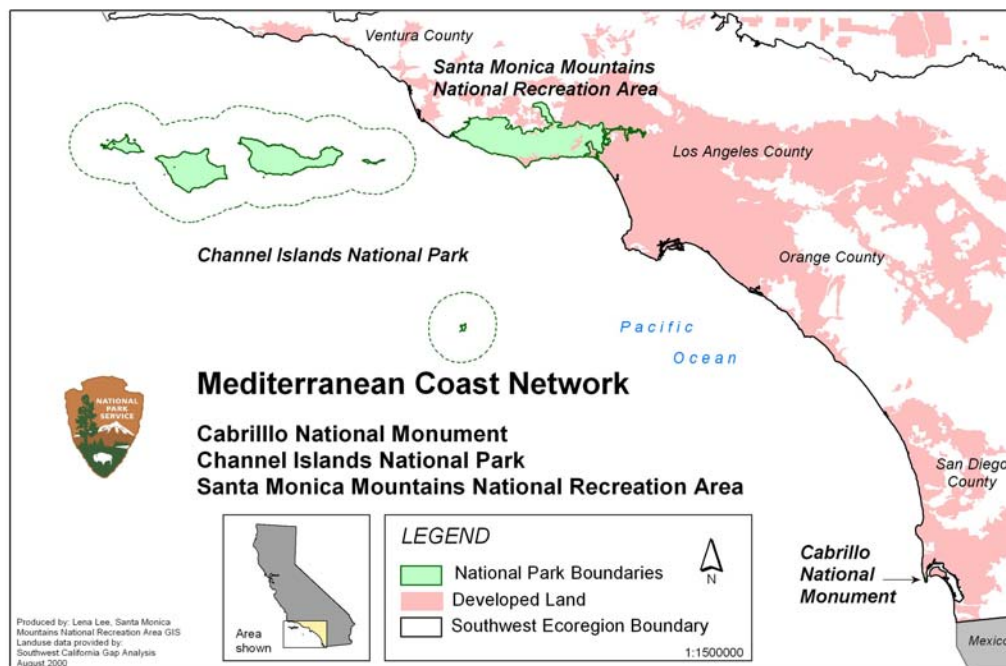 Ventura County
Santa Monica Mountains
National Recreation Area
Los Angeles County
Channel Islands National Park
Orange County
Pacific
Ocean
NATIONAL
PARK
SERVICE
Mediterranean Coast Network
Cabrilllo National Monument
Channel Islands National Park
Santa Monica Mountains National Recreation Area
San Diego
County
Cabrillo
National
Monument
Mexico
Area
shown
LEGEND
National Park Boundaries
Developed Land
Southwest Ecoregion Boundary
N
1:1500000
Produced by: Lena Lee, Santa Monica
Mountains National Recreation Area GIS
Landuse data provided by:
Southwest California Gap Analysis
August 2000